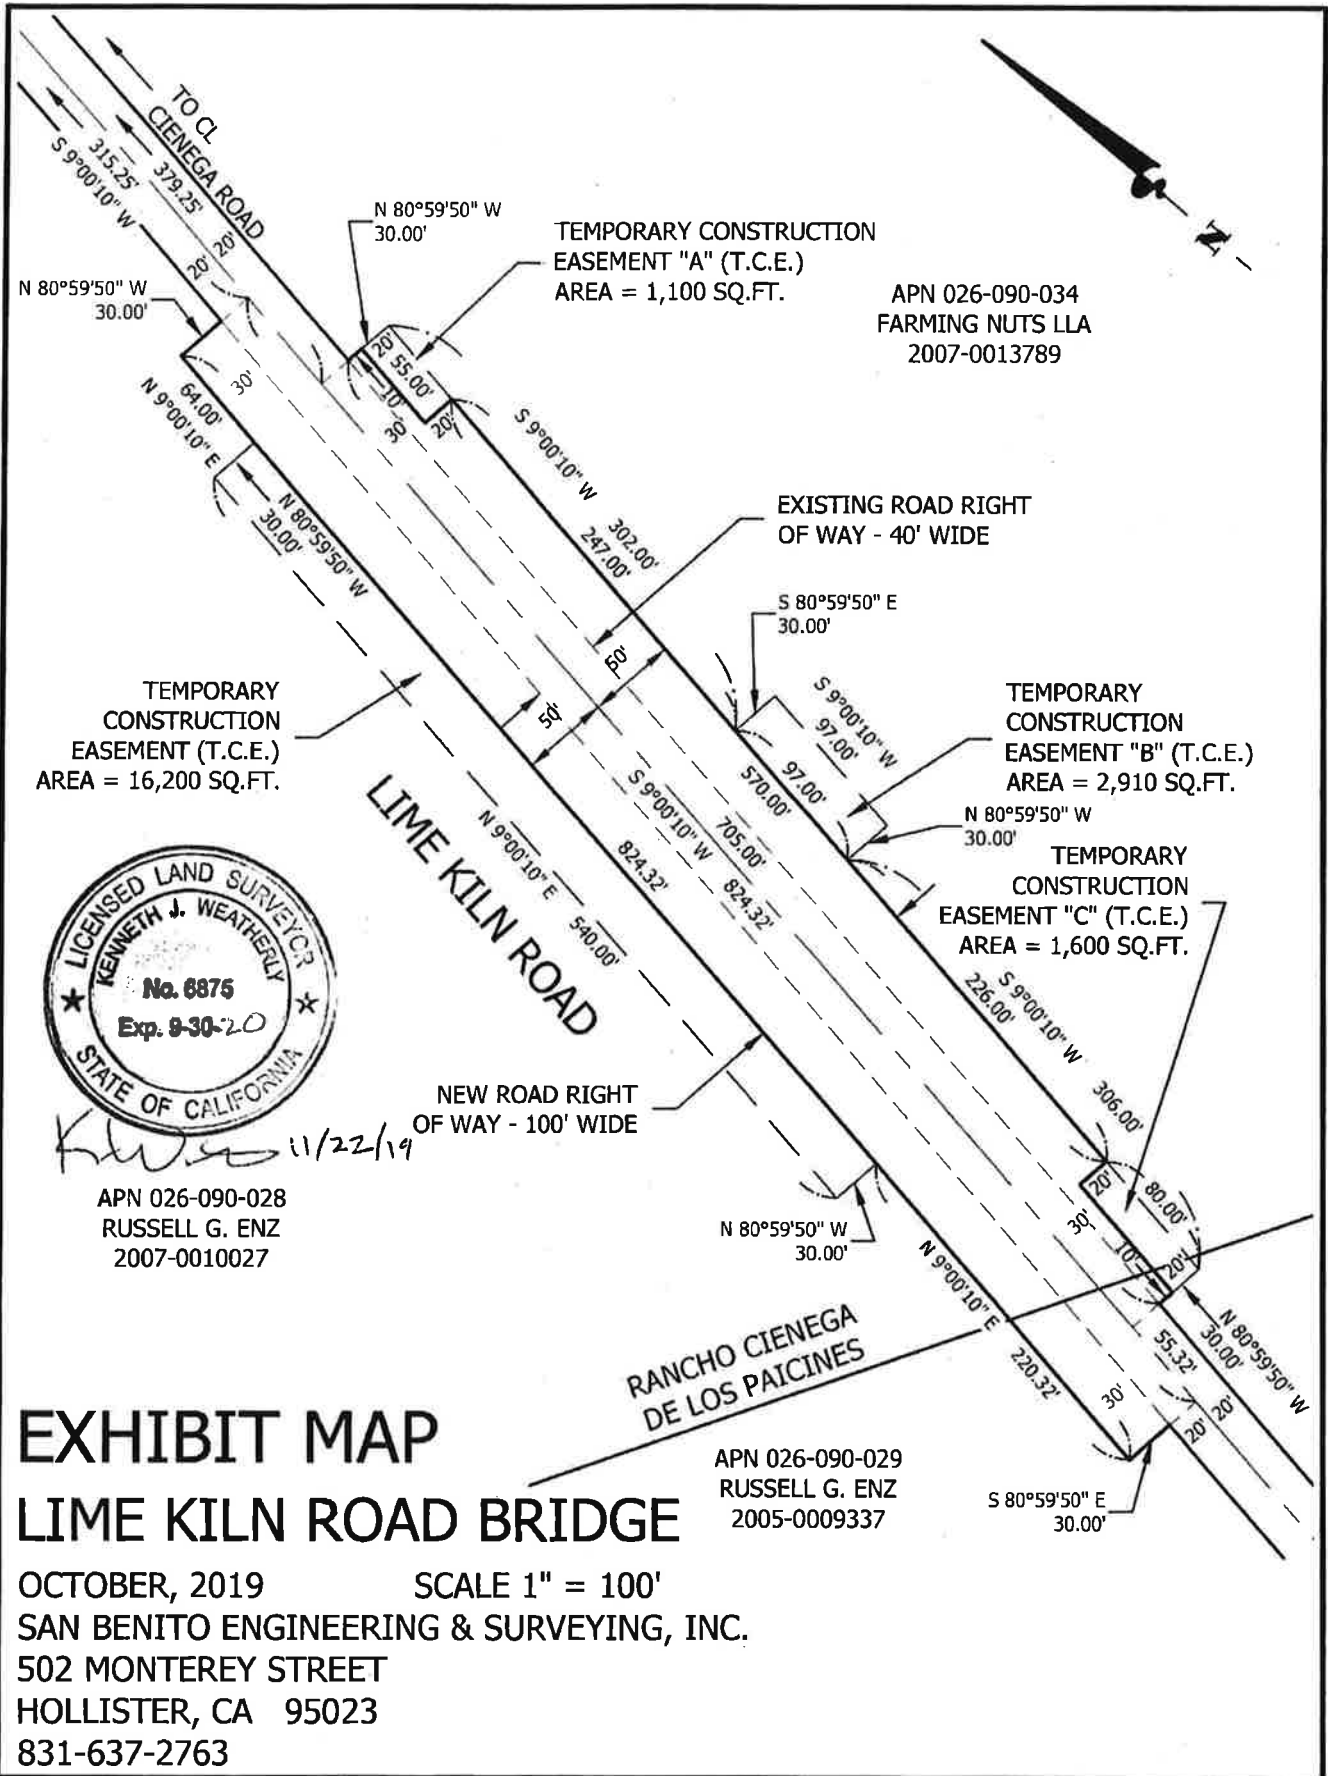 TO CL
CIENEGA ROAD
315.25'
S 9°00'10" W
379.25'
20'
20'
N 80°59'50" W
30.00'
N 80°59'50" W
30.00'
TEMPORARY CONSTRUCTION
EASEMENT "A" (T.C.E.)
AREA = 1,100 SQ.FT.
N
APN 026-090-034
FARMING NUTS LLA
2007-0013789
20'
55.00'
10'
30'
20'
30'
64.00'
N 9°00'10" E
N 80°59'50" W
30.00'
S 9°00'10" W
302.00'
247.00'
EXISTING ROAD RIGHT
OF WAY - 40' WIDE
S 80°59'50" E
30.00'
50'
50'
TEMPORARY
CONSTRUCTION
EASEMENT (T.C.E.)
AREA = 16,200 SQ.FT.
S 9°00'10" W
97.00'
97.00'
570.00'
TEMPORARY
CONSTRUCTION
EASEMENT "B" (T.C.E.)
AREA = 2,910 SQ.FT.
N 80°59'50" W
30.00'
TEMPORARY
CONSTRUCTION
EASEMENT "C" (T.C.E.)
AREA = 1,600 SQ.FT.
LIME KILN ROAD
S 9°00'10" W
705.00'
824.32'
824.32'
N 9°00'10" E
540.00'
S 9°00'10" W
226.00'
306.00'
LICENSED LAND SURVEYOR
KENNETH J. WEATHERLY
No. 6875
Exp. 9-30-20
STATE OF CALIFORNIA
11/22/19
NEW ROAD RIGHT
OF WAY - 100' WIDE
APN 026-090-028
RUSSELL G. ENZ
2007-0010027
N 80°59'50" W
30.00'
20'
80.00'
30'
10'
20'
N 80°59'50" W
30.00'
N 9°00'10" E
220.32'
55.32'
30'
20'
20'
RANCHO CIENEGA
DE LOS PAICINES
APN 026-090-029
RUSSELL G. ENZ
2005-0009337
S 80°59'50" E
30.00'
EXHIBIT MAP
LIME KILN ROAD BRIDGE
OCTOBER, 2019 SCALE 1" = 100'
SAN BENITO ENGINEERING & SURVEYING, INC.
502 MONTEREY STREET
HOLLISTER, CA 95023
831-637-2763